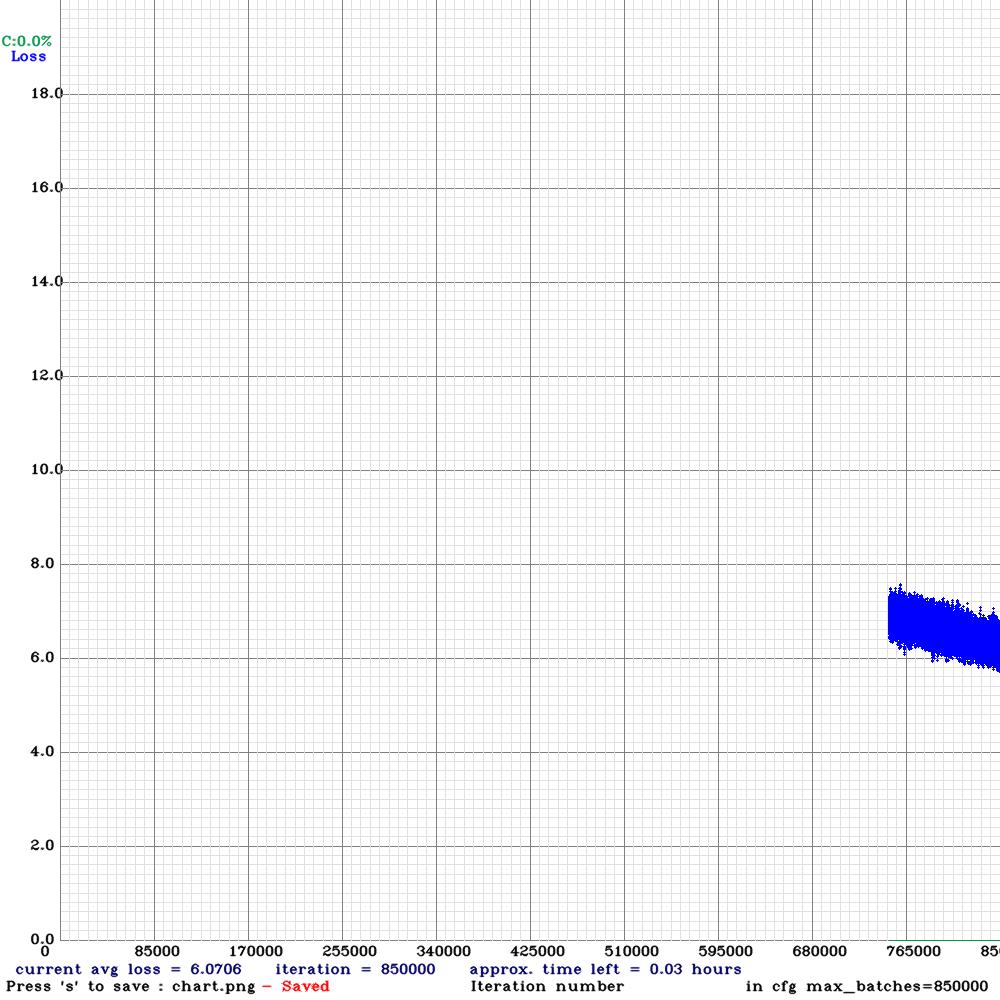 C:0.0%
Loss
18.0
16.0
14.0
12.0
10.0
8.0
6.0
4.0
2.0
0.0
0 85000 170000 255000 340000 425000 510000 595000 680000 765000 850
current avg loss = 6.0706 iteration = 850000 approx. time left = 0.03 hours
Press 's' to save : chart.png - Saved Iteration number in cfg max_batches=850000